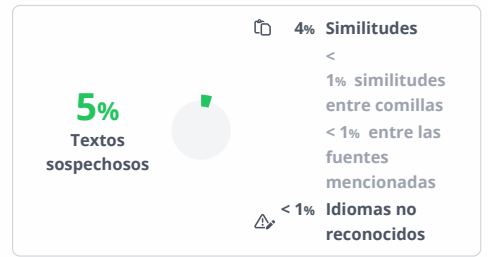 5%
Textos
sospechosos
4% Similitudes
<
1% similitudes
entre comillas
< 1% entre las
fuentes
mencionadas
< 1% Idiomas no
reconocidos